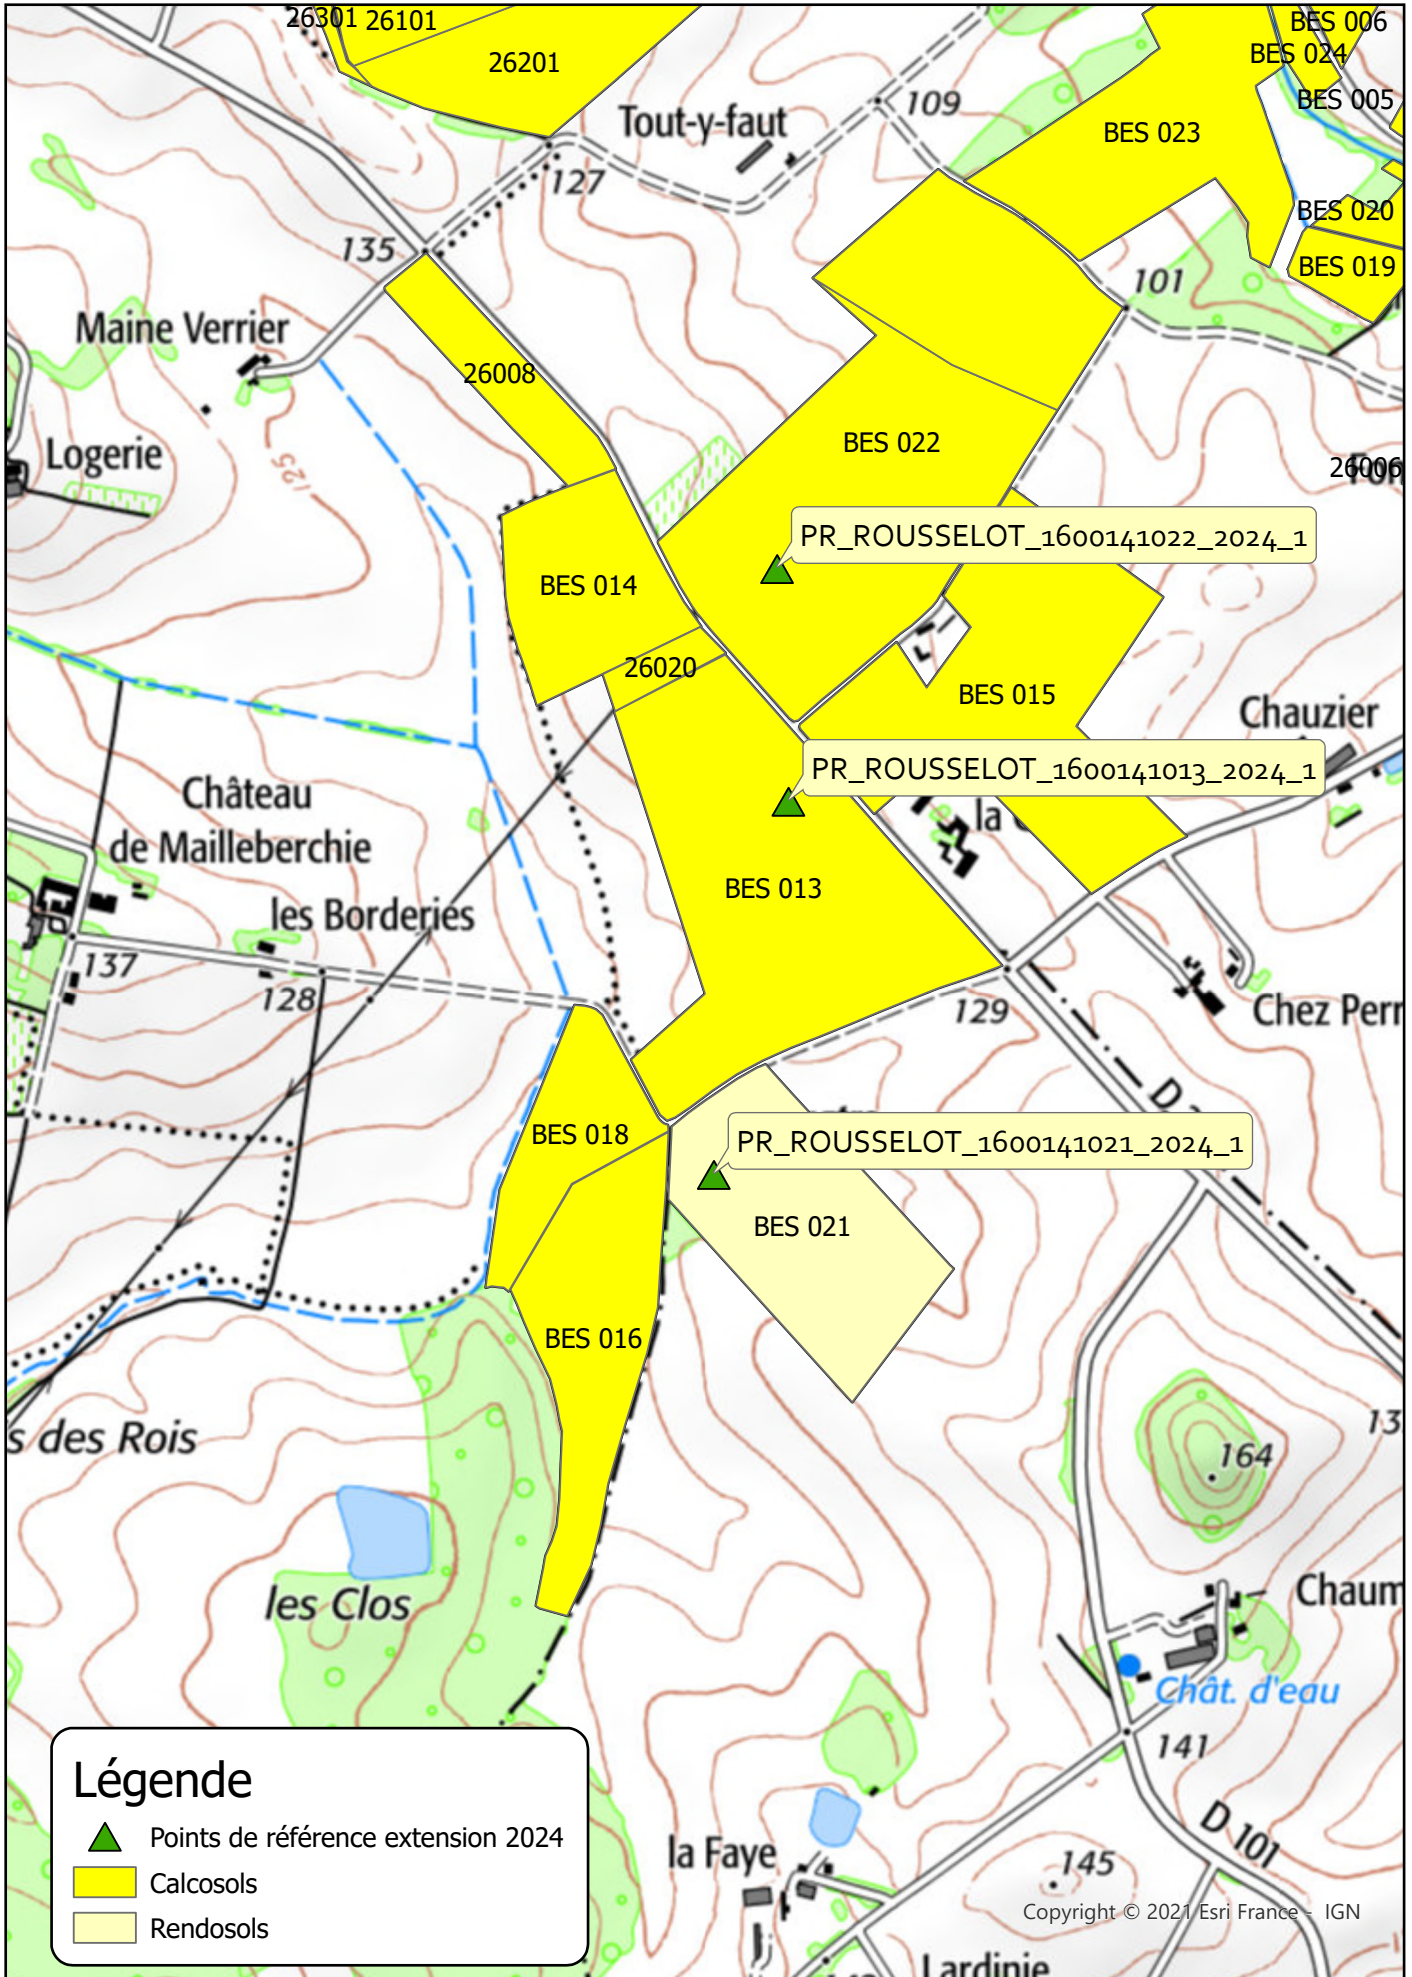 26301 26101
BES 006
BES 024
26201
BES 005
109
Tout-y-faut
BES 023
127
BES 020
135
BES 019
101
Maine Verrier
26008
BES 022
Logerie
26006
125
PR_ROUSSELOT_1600141022_2024_1
BES 014
26020
BES 015
Chauzier
PR_ROUSSELOT_1600141013_2024_1
Château
de Mailleberchie
la
BES 013
les Borderies
137
128
129
Chez Perr
D
BES 018
PR_ROUSSELOT_1600141021_2024_1
BES 021
BES 016
s des Rois
13
164
les Clos
Chaum
Chât. d'eau
141
Légende
Points de référence extension 2024
Calcosols
Rendosols
D 101
la Faye
145
Copyright © 2021 Esri France - IGN
Lardinie